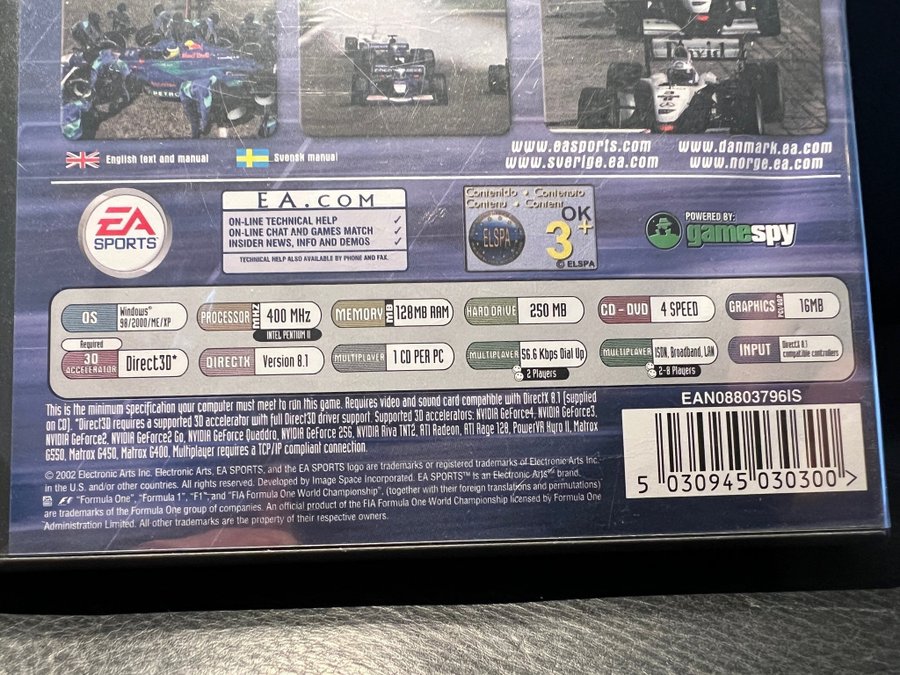 Red Bull
PETRO
David
www.easports.com www.danmark.ea.com
www.sverige.ea.com www.norge.ea.com
English text and manual Svensk manual
EA
SPORTS™
EA.COM
ON-LINE TECHNICAL HELP ✓
ON-LINE CHAT AND GAMES MATCH ✓
INSIDER NEWS, INFO AND DEMOS ✓
TECHNICAL HELP ALSO AVAILABLE BY PHONE AND FAX.
Contenido • Contenuto
Contenu • Content
ELSPA
OK
3+
© ELSPA
POWERED BY:
gamespy
OS Windows® 98/2000/ME/XP
PROCESSOR MHZ 400 MHz INTEL PENTIUM II
MEMORY MB 128MB RAM
HARD DRIVE 250 MB
CD - DVD 4 SPEED
GRAPHICS 16MB
Required
3D ACCELERATOR Direct3D*
DIRECTX Version 8.1
MULTIPLAYER 1 CD PER PC
MULTIPLAYER 56.6 Kbps Dial Up 2 Players
MULTIPLAYER ISDN, Broadband, LAN 2-8 Players
INPUT DirectX 8.1 compatible controllers
This is the minimum specification your computer must meet to run this game. Requires video and sound card compatible with DirectX 8.1 (supplied
on CD). *Direct3D requires a supported 3D accelerator with full Direct3D driver support. Supported 3D accelerators: NVIDIA GeForce4, NVIDIA GeForce3,
NVIDIA GeForce2, NVIDIA GeForce2 Go, NVIDIA GeForce Quaddro, NVIDIA GeForce 256, NVIDIA Riva TNT2, ATI Radeon, ATI Rage 128, PowerVR Kyro II, Matrox
G550, Matrox G450, Matrox G400, Multiplayer requires a TCP/IP compliant connection.
© 2002 Electronic Arts Inc. Electronic Arts, EA SPORTS, and the EA SPORTS logo are trademarks or registered trademarks of Electronic Arts Inc.
in the U.S. and/or other countries. All rights reserved. Developed by Image Space Incorporated. EA SPORTS™ is an Electronic Arts™ brand.
F1 "Formula One", "Formula 1", "F1", and "FIA Formula One World Championship", (together with their foreign translations and permutations)
are trademarks of the Formula One group of companies. An official product of the FIA Formula One World Championship licensed by Formula One
Administration Limited. All other trademarks are the property of their respective owners.
EAN08803796IS
5 030945 030300 >